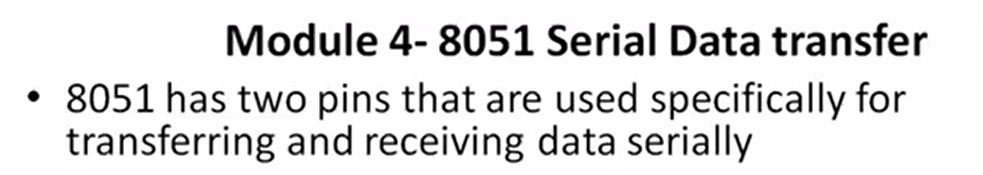 Module 4- 8051 Serial Data transfer
• 8051 has two pins that are used specifically for
transferring and receiving data serially